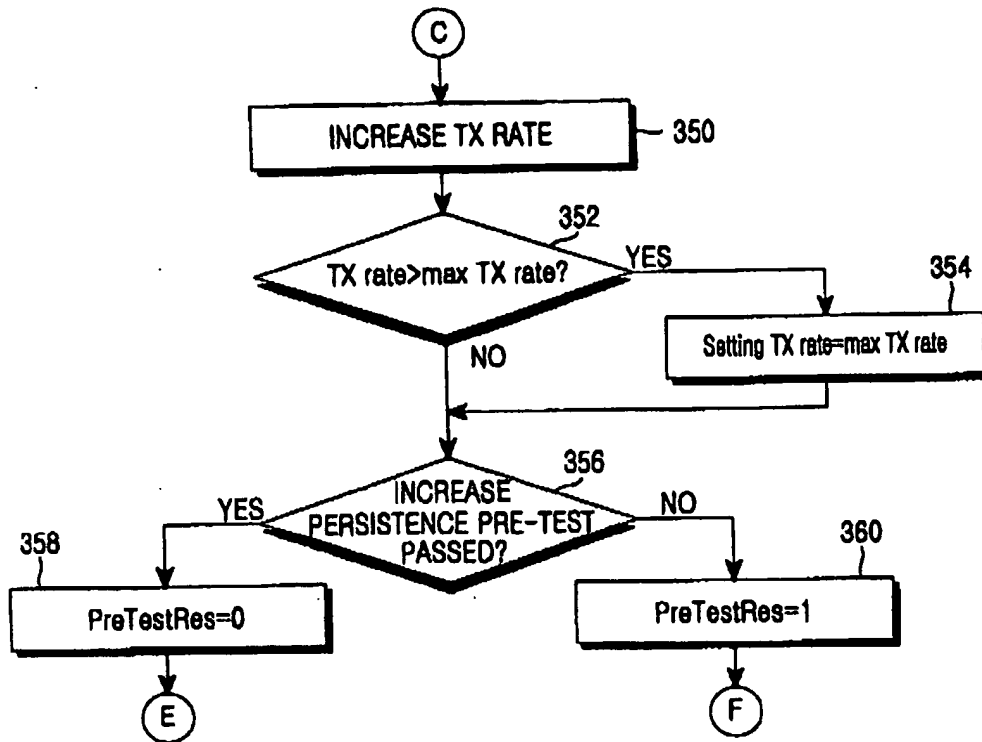 C
INCREASE TX RATE
350
352
TX rate>max TX rate?
YES
354
Setting TX rate=max TX rate
NO
356
INCREASE
PERSISTENCE PRE-TEST
PASSED?
YES
NO
358
360
PreTestRes=0
PreTestRes=1
E
F